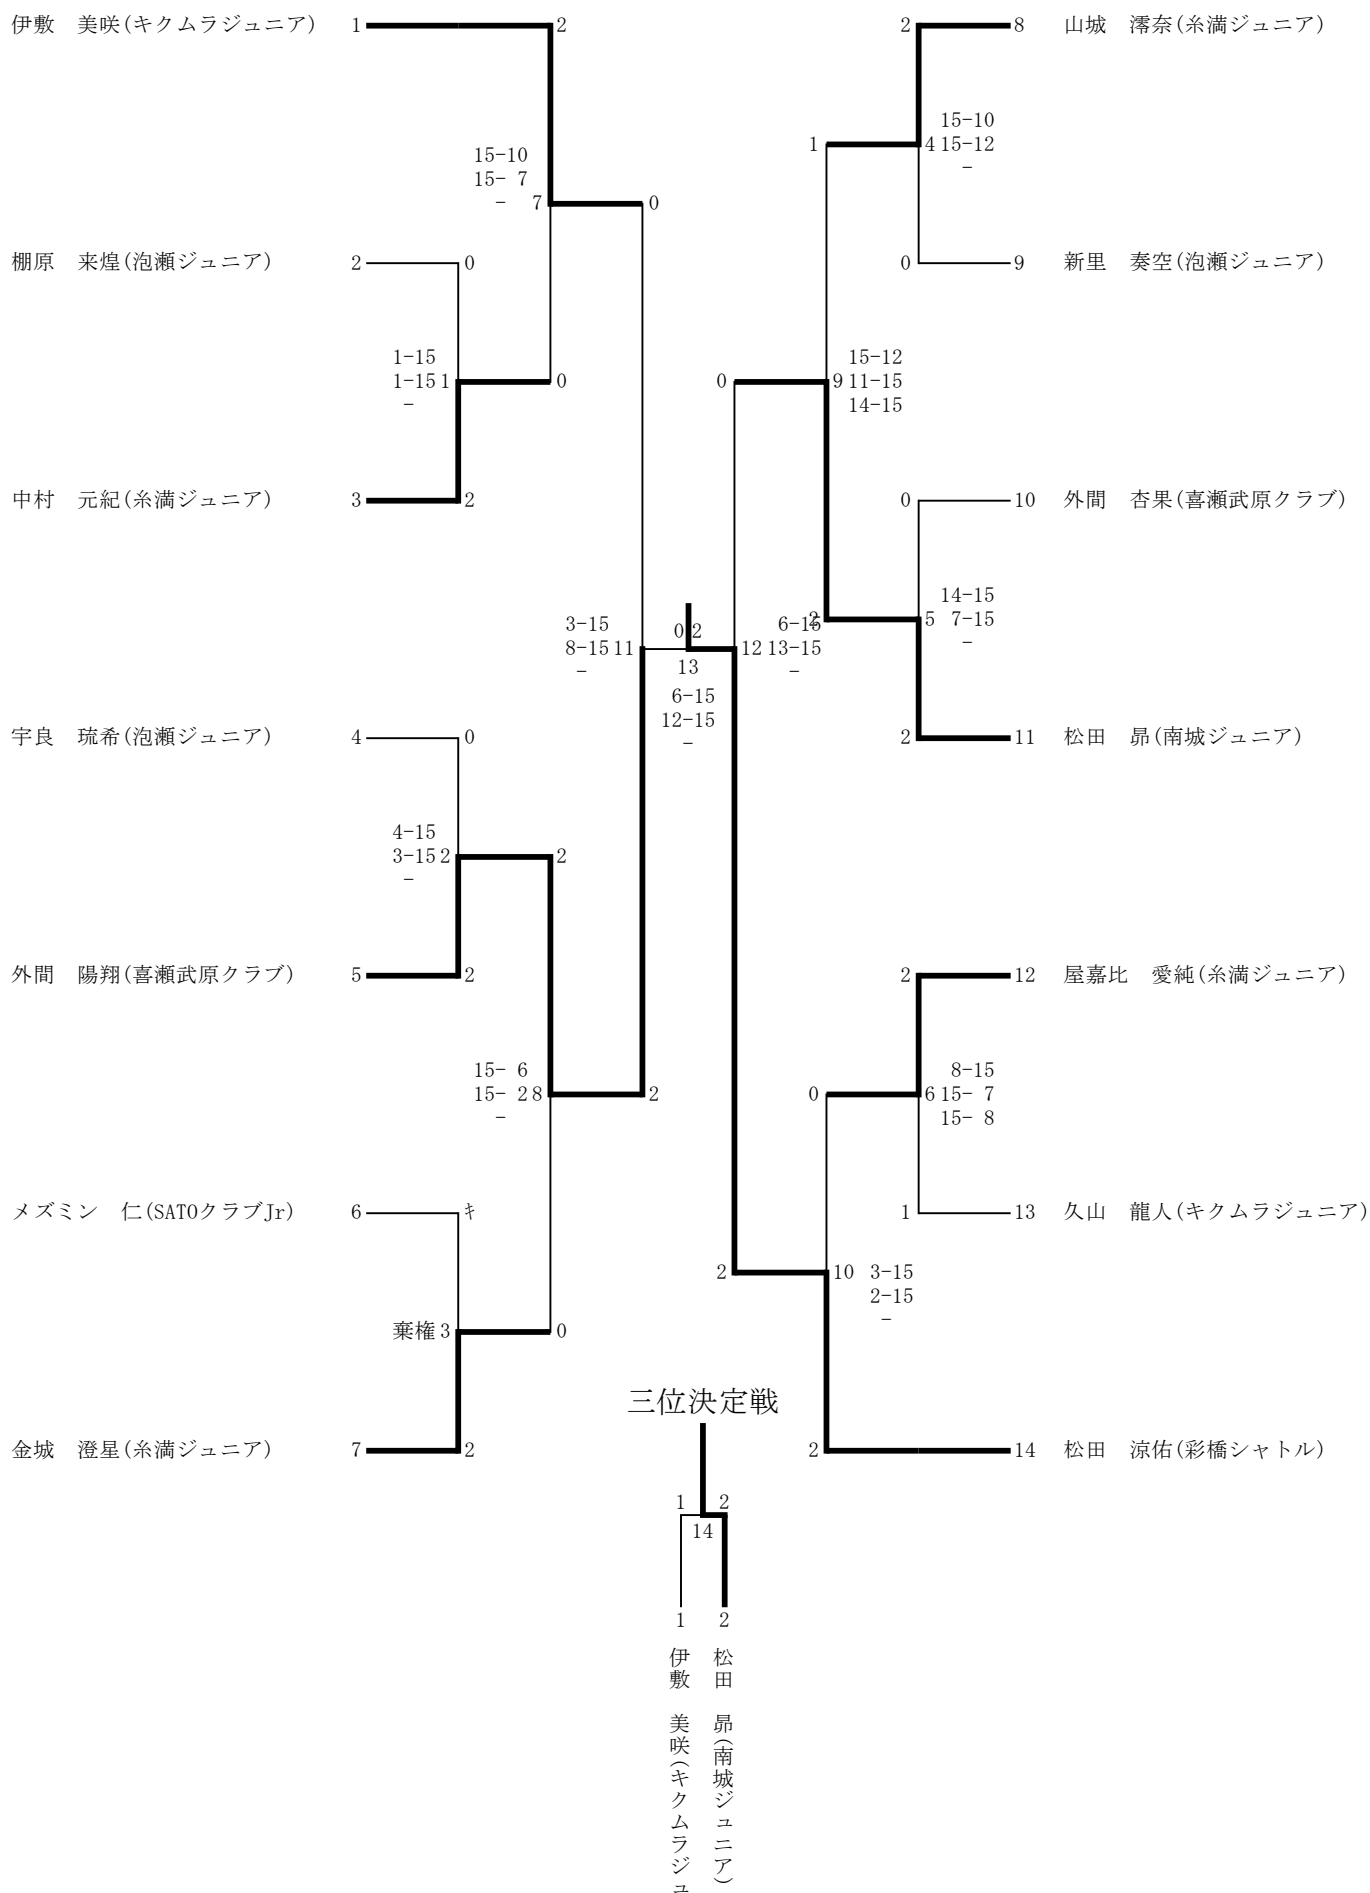 伊敷　美咲(キクムラジュニア) 1 2
2 8 山城　澪奈(糸満ジュニア)
15-10
15-12
-
1 4
15-10
15- 7
-
7 0
棚原　来煌(泡瀬ジュニア) 2 0
0 9 新里　奏空(泡瀬ジュニア)
1-15
1-15
-
1 0
0 9
15-12
11-15
14-15
中村　元紀(糸満ジュニア) 3 2
0 10 外間　杏果(喜瀬武原クラブ)
14-15
7-15
-
2 5
3-15
8-15
-
11
0 2
13
6-15
12-15
-
12
6-15
13-15
-
宇良　琉希(泡瀬ジュニア) 4 0
2 11 松田　昴(南城ジュニア)
4-15
3-15
-
2 2
外間　陽翔(喜瀬武原クラブ) 5 2
2 12 屋嘉比　愛純(糸満ジュニア)
15- 6
15- 2
-
8 2
0 6
8-15
15- 7
15- 8
メズミン　仁(SATOクラブJr) 6 ｷ
1 13 久山　龍人(キクムラジュニア)
2 10
3-15
2-15
-
棄権 3 0
金城　澄星(糸満ジュニア) 7 2
2 14 松田　涼佑(彩橋シャトル)
三位決定戦
1 2
14
1 2
伊敷　美咲(キクムラジュ
松田　昴(南城ジュニア)